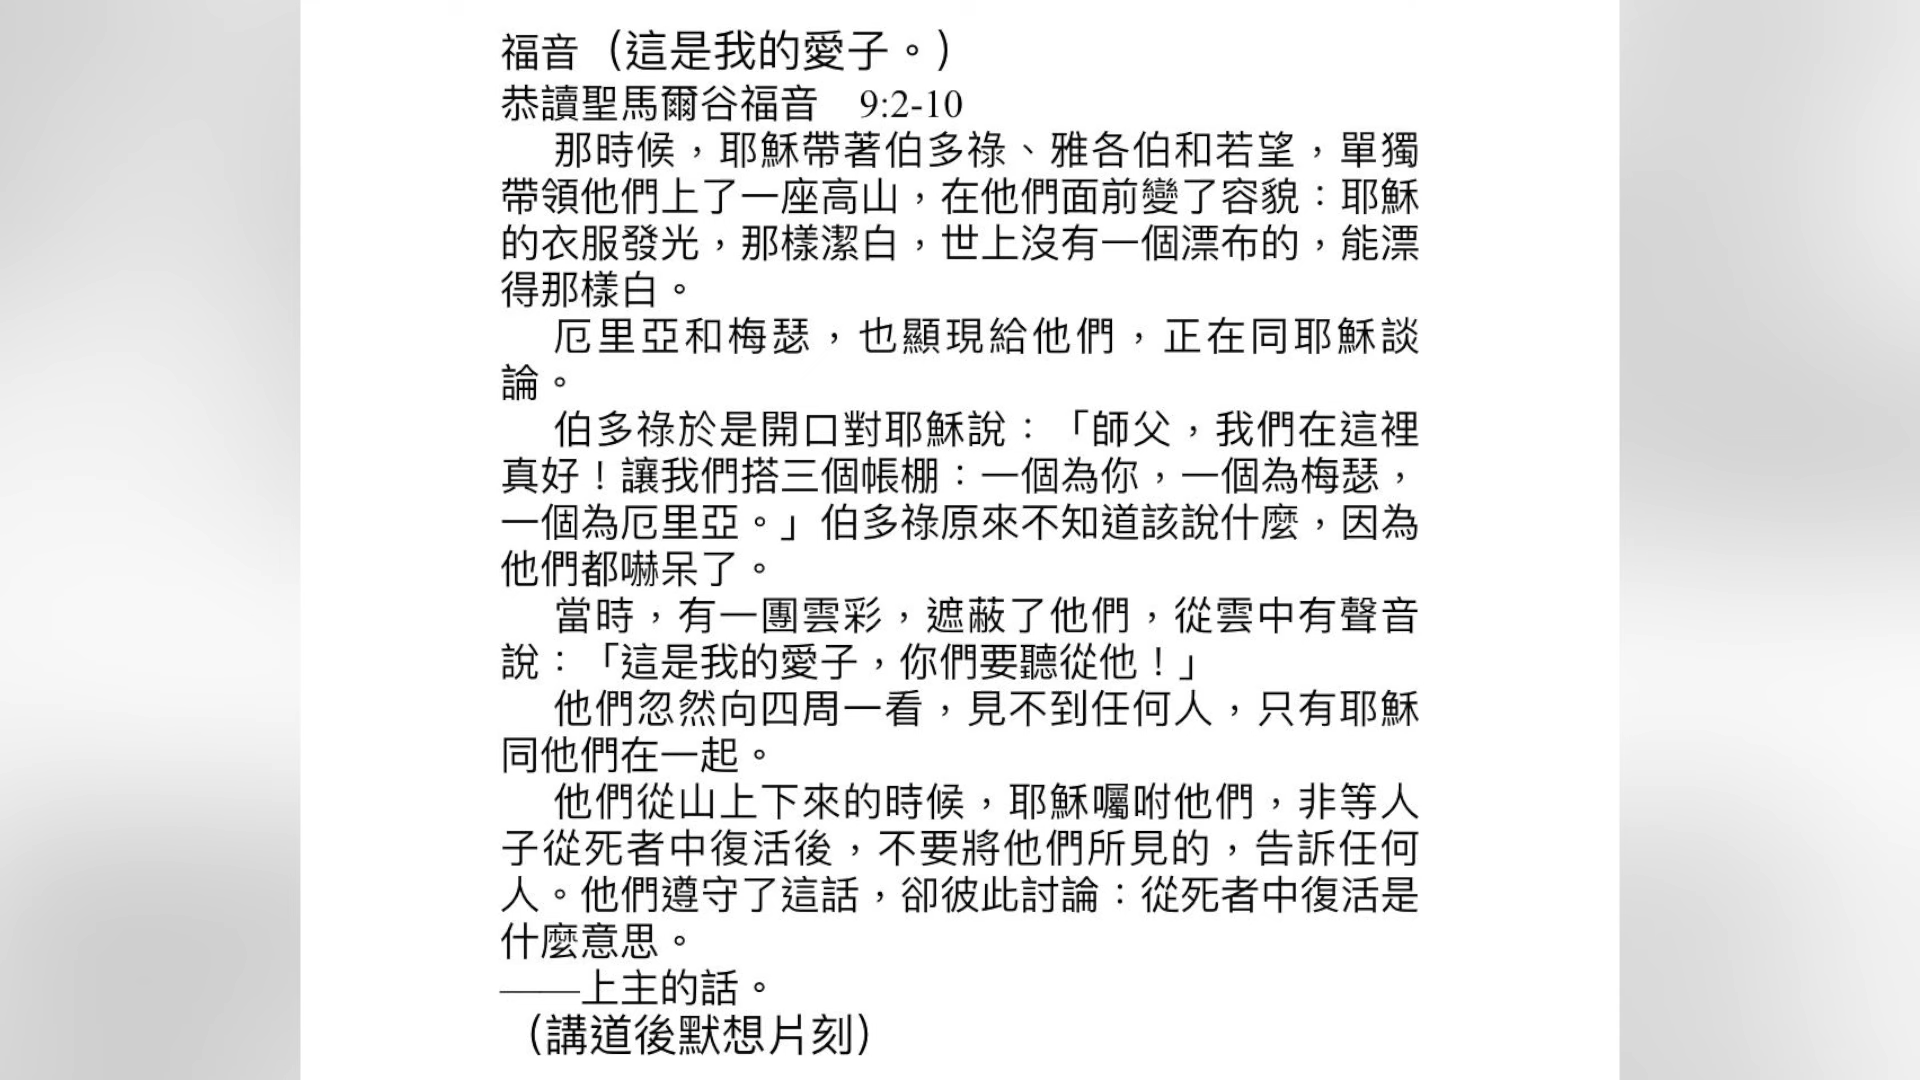 福音（這是我的愛子。）
恭讀聖馬爾谷福音　9:2-10
那時候，耶穌帶著伯多祿、雅各伯和若望，單獨
帶領他們上了一座高山，在他們面前變了容貌：耶穌
的衣服發光，那樣潔白，世上沒有一個漂布的，能漂
得那樣白。
厄里亞和梅瑟，也顯現給他們，正在同耶穌談
論。
伯多祿於是開口對耶穌說：「師父，我們在這裡
真好！讓我們搭三個帳棚：一個為你，一個為梅瑟，
一個為厄里亞。」伯多祿原來不知道該說什麼，因為
他們都嚇呆了。
當時，有一團雲彩，遮蔽了他們，從雲中有聲音
說：「這是我的愛子，你們要聽從他！」
他們忽然向四周一看，見不到任何人，只有耶穌
同他們在一起。
他們從山上下來的時候，耶穌囑咐他們，非等人
子從死者中復活後，不要將他們所見的，告訴任何
人。他們遵守了這話，卻彼此討論：從死者中復活是
什麼意思。
——上主的話。
（講道後默想片刻）